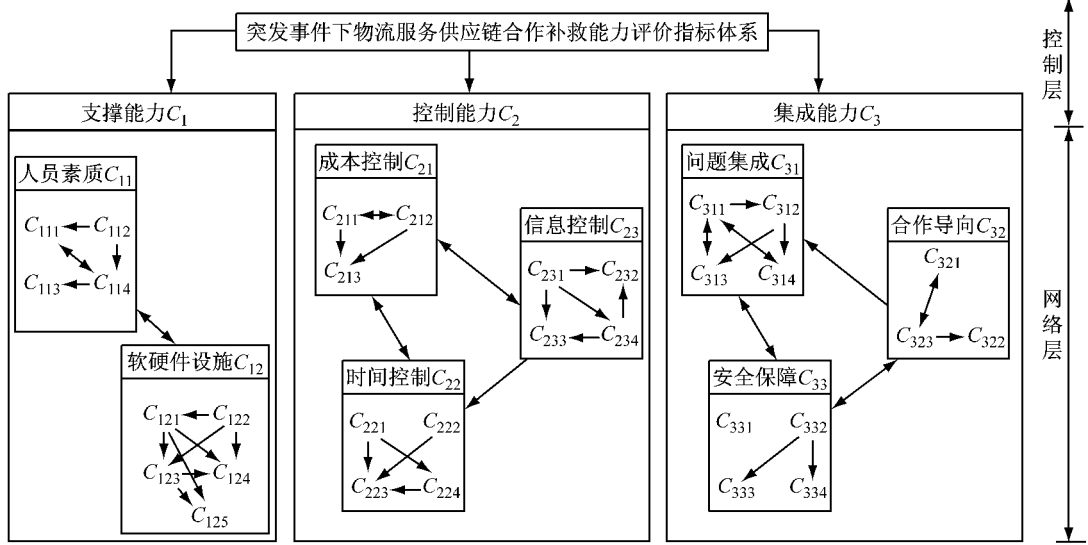 突发事件下物流服务供应链合作补救能力评价指标体系
控制层
支撑能力C₁
控制能力C₂
集成能力C₃
网络层
人员素质C₁₁
C₁₁₁ C₁₁₂
C₁₁₃ C₁₁₄
软硬件设施C₁₂
C₁₂₁ C₁₂₂
C₁₂₃ C₁₂₄
C₁₂₅
成本控制C₂₁
C₂₁₁ C₂₁₂
C₂₁₃
信息控制C₂₃
C₂₃₁ C₂₃₂
C₂₃₃ C₂₃₄
时间控制C₂₂
C₂₂₁ C₂₂₂
C₂₂₃ C₂₂₄
问题集成C₃₁
C₃₁₁ C₃₁₂
C₃₁₃ C₃₁₄
合作导向C₃₂
C₃₂₁
C₃₂₃ C₃₂₂
安全保障C₃₃
C₃₃₁ C₃₃₂
C₃₃₃ C₃₃₄